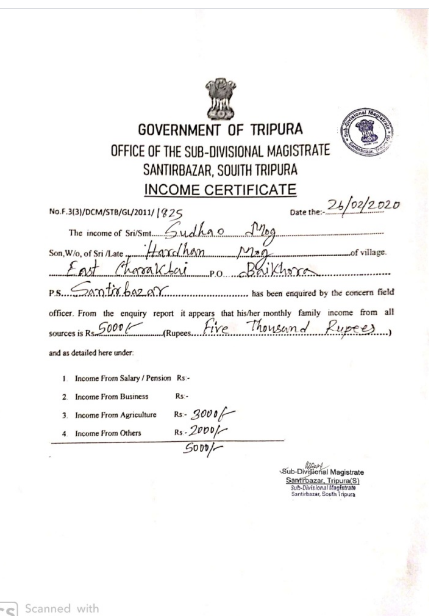 GOVERNMENT OF TRIPURA
OFFICE OF THE SUB-DIVISIONAL MAGISTRATE
SANTIRBAZAR, SOUITH TRIPURA
INCOME CERTIFICATE
No.F.3(3)/DCM/STB/GL/2011/ 1825 Date the:- 26/02/2020
The income of Sri/Smt. Sudhao Mog
Son,W/o, of Sri /Late Hardhan Mog of village.
East Charakbai P.O Baikhora
P.S. Santirbazar has been enquired by the concern field
officer. From the enquiry report it appears that his/her monthly family income from all
sources is Rs. 5000/- (Rupees. Five Thousand Rupees )
and as detailed here under:
1. Income From Salary / Pension Rs:-
2. Income From Business Rs:-
3. Income From Agriculture Rs:- 3000/-
4. Income From Others Rs:- 2000/-
5000/-
Sub-Divisional Magistrate
Santirbazar, Tripura(S)
Sub-Divisional Magistrate
Santirbazar, South Tripura
CS Scanned with